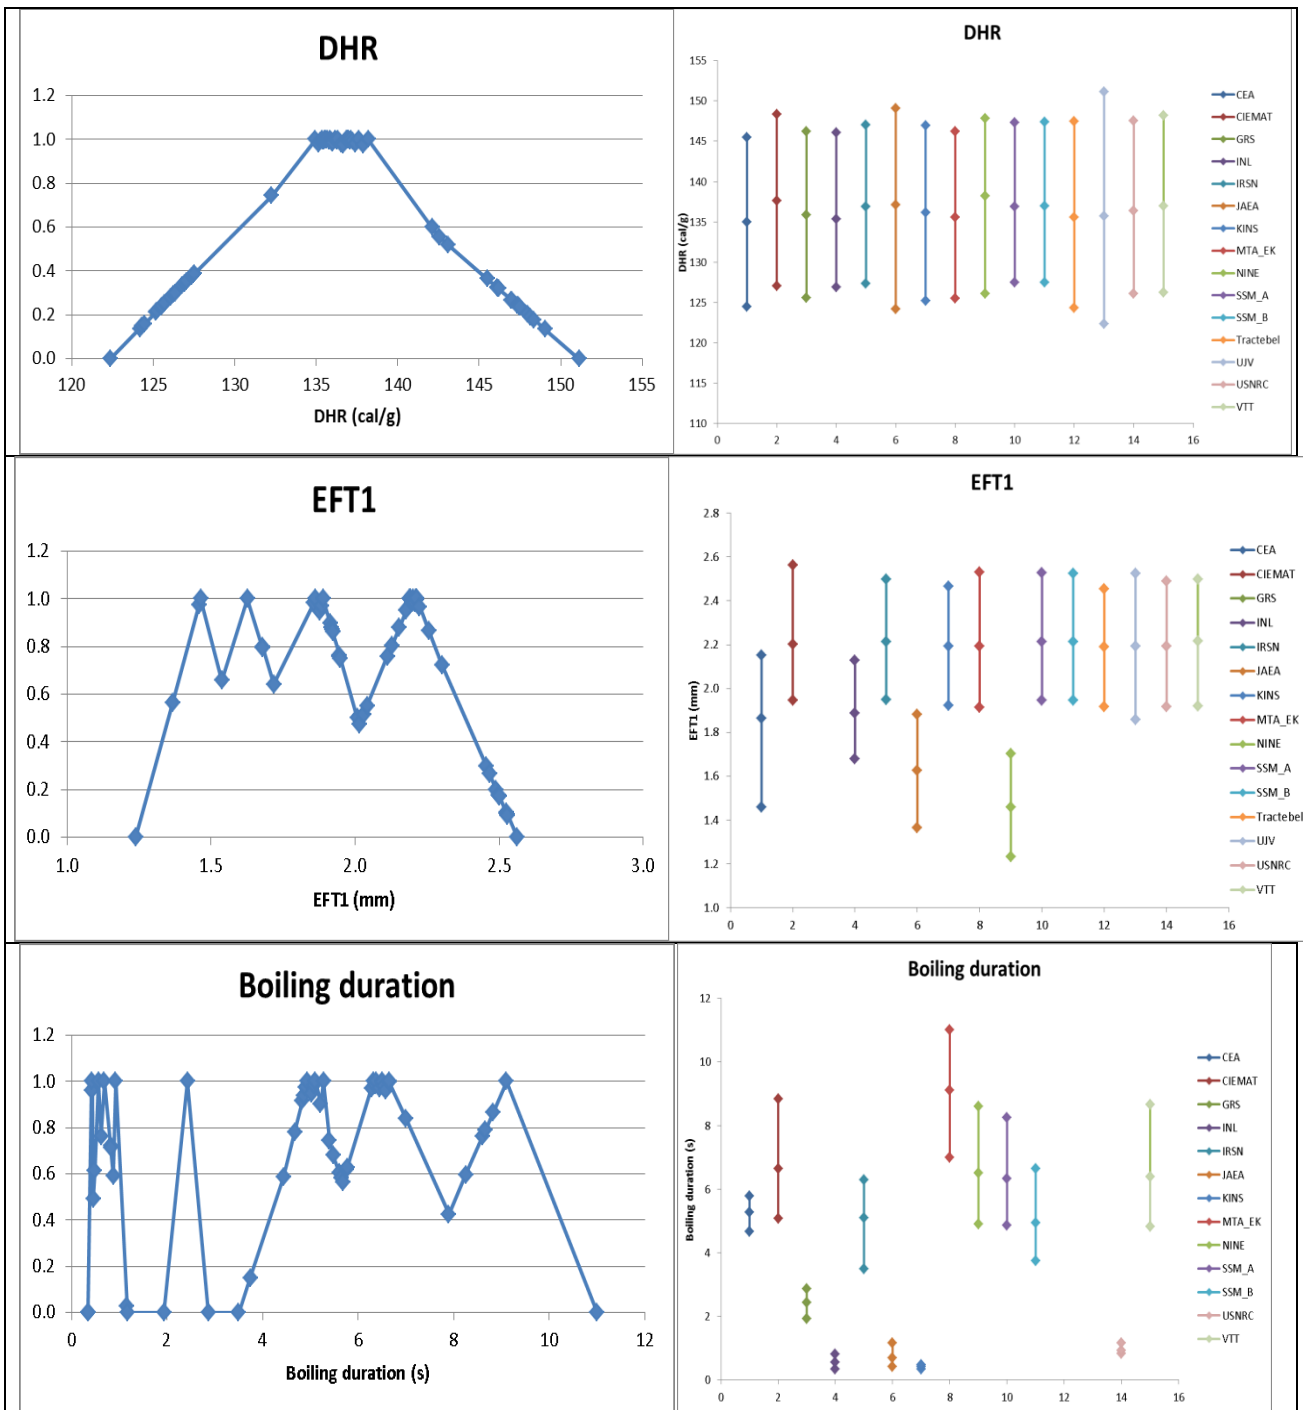 DHR
1.2
1.0
0.8
0.6
0.4
0.2
0.0
120 125 130 135 140 145 150 155
DHR (cal/g)
DHR
155
150
145
140
135
130
125
120
115
110
DHR (cal/g)
0 2 4 6 8 10 12 14 16
CEA
CIEMAT
GRS
INL
IRSN
JAEA
KINS
MTA_EK
NINE
SSM_A
SSM_B
Tractebel
UJV
USNRC
VTT
EFT1
1.2
1.0
0.8
0.6
0.4
0.2
0.0
1.0 1.5 2.0 2.5 3.0
EFT1 (mm)
EFT1
2.8
2.6
2.4
2.2
2.0
1.8
1.6
1.4
1.2
1.0
EFT1 (mm)
0 2 4 6 8 10 12 14 16
CEA
CIEMAT
GRS
INL
IRSN
JAEA
KINS
MTA_EK
NINE
SSM_A
SSM_B
Tractebel
UJV
USNRC
VTT
Boiling duration
1.2
1.0
0.8
0.6
0.4
0.2
0.0
0 2 4 6 8 10 12
Boiling duration (s)
Boiling duration
12
10
8
6
4
2
0
Boiling duration (s)
0 2 4 6 8 10 12 14 16
CEA
CIEMAT
GRS
INL
IRSN
JAEA
KINS
MTA_EK
NINE
SSM_A
SSM_B
USNRC
VTT